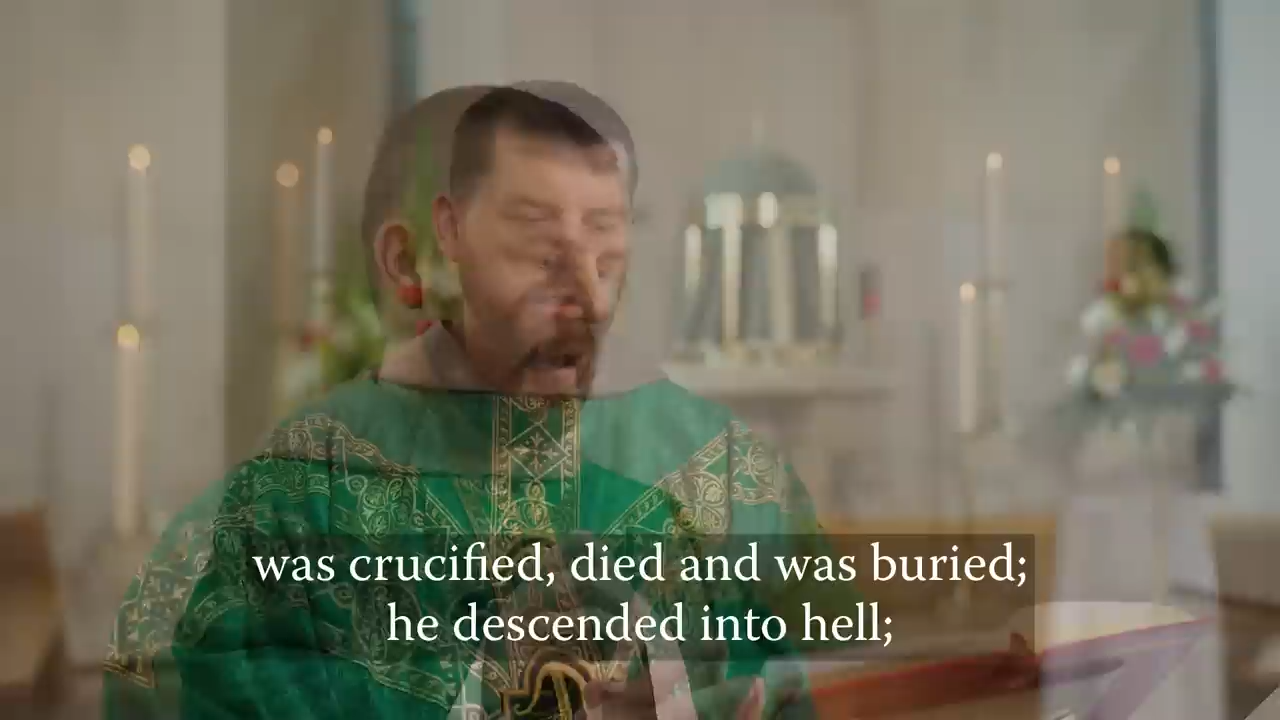 was crucified, died and was buried;
he descended into hell;